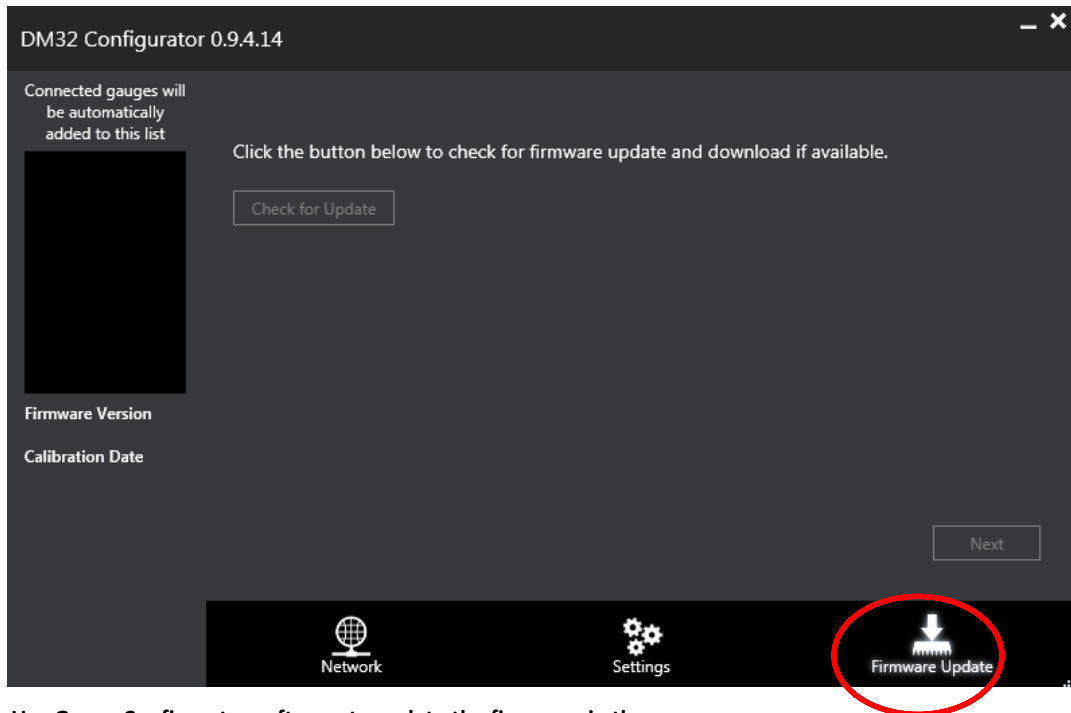 DM32 Configurator 0.9.4.14
Connected gauges will
be automatically
added to this list
Click the button below to check for firmware update and download if available.
Check for Update
Firmware Version
Calibration Date
Next
Network
Settings
Firmware Update